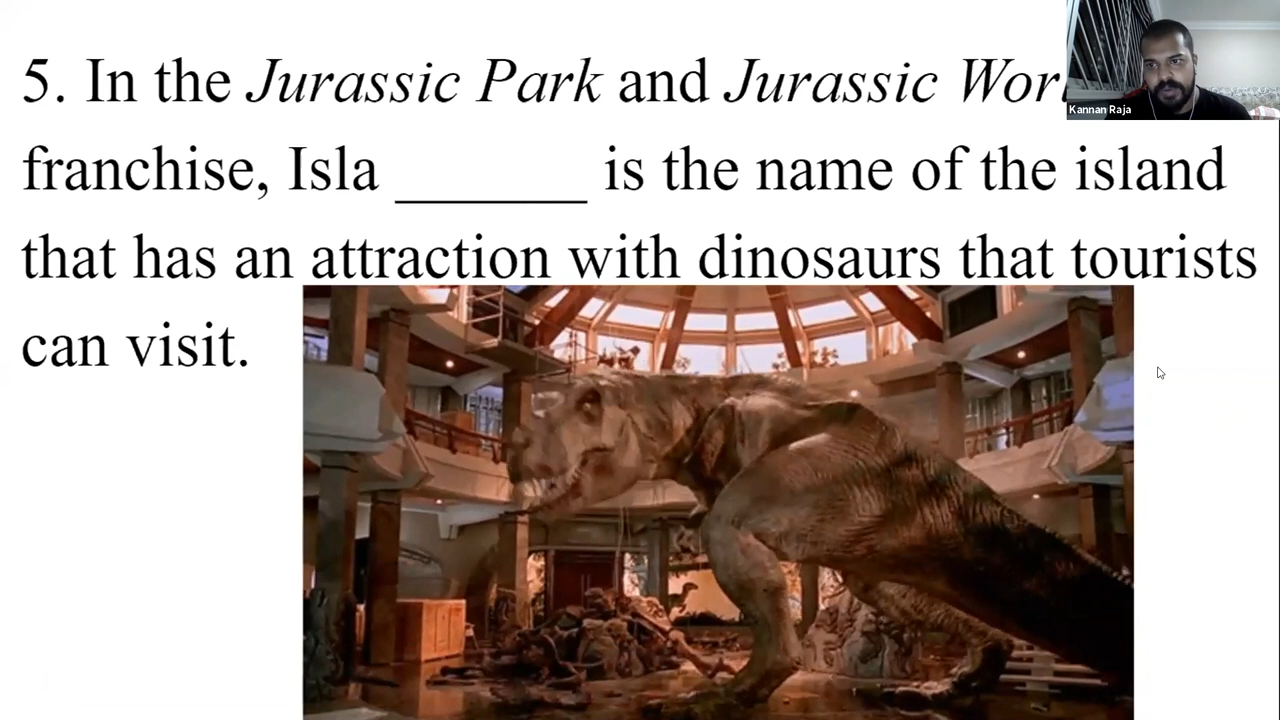 5. In the Jurassic Park and Jurassic
Kannan Raja
franchise, Isla _______ is the name of the island
that has an attraction with dinosaurs that tourists
can visit.